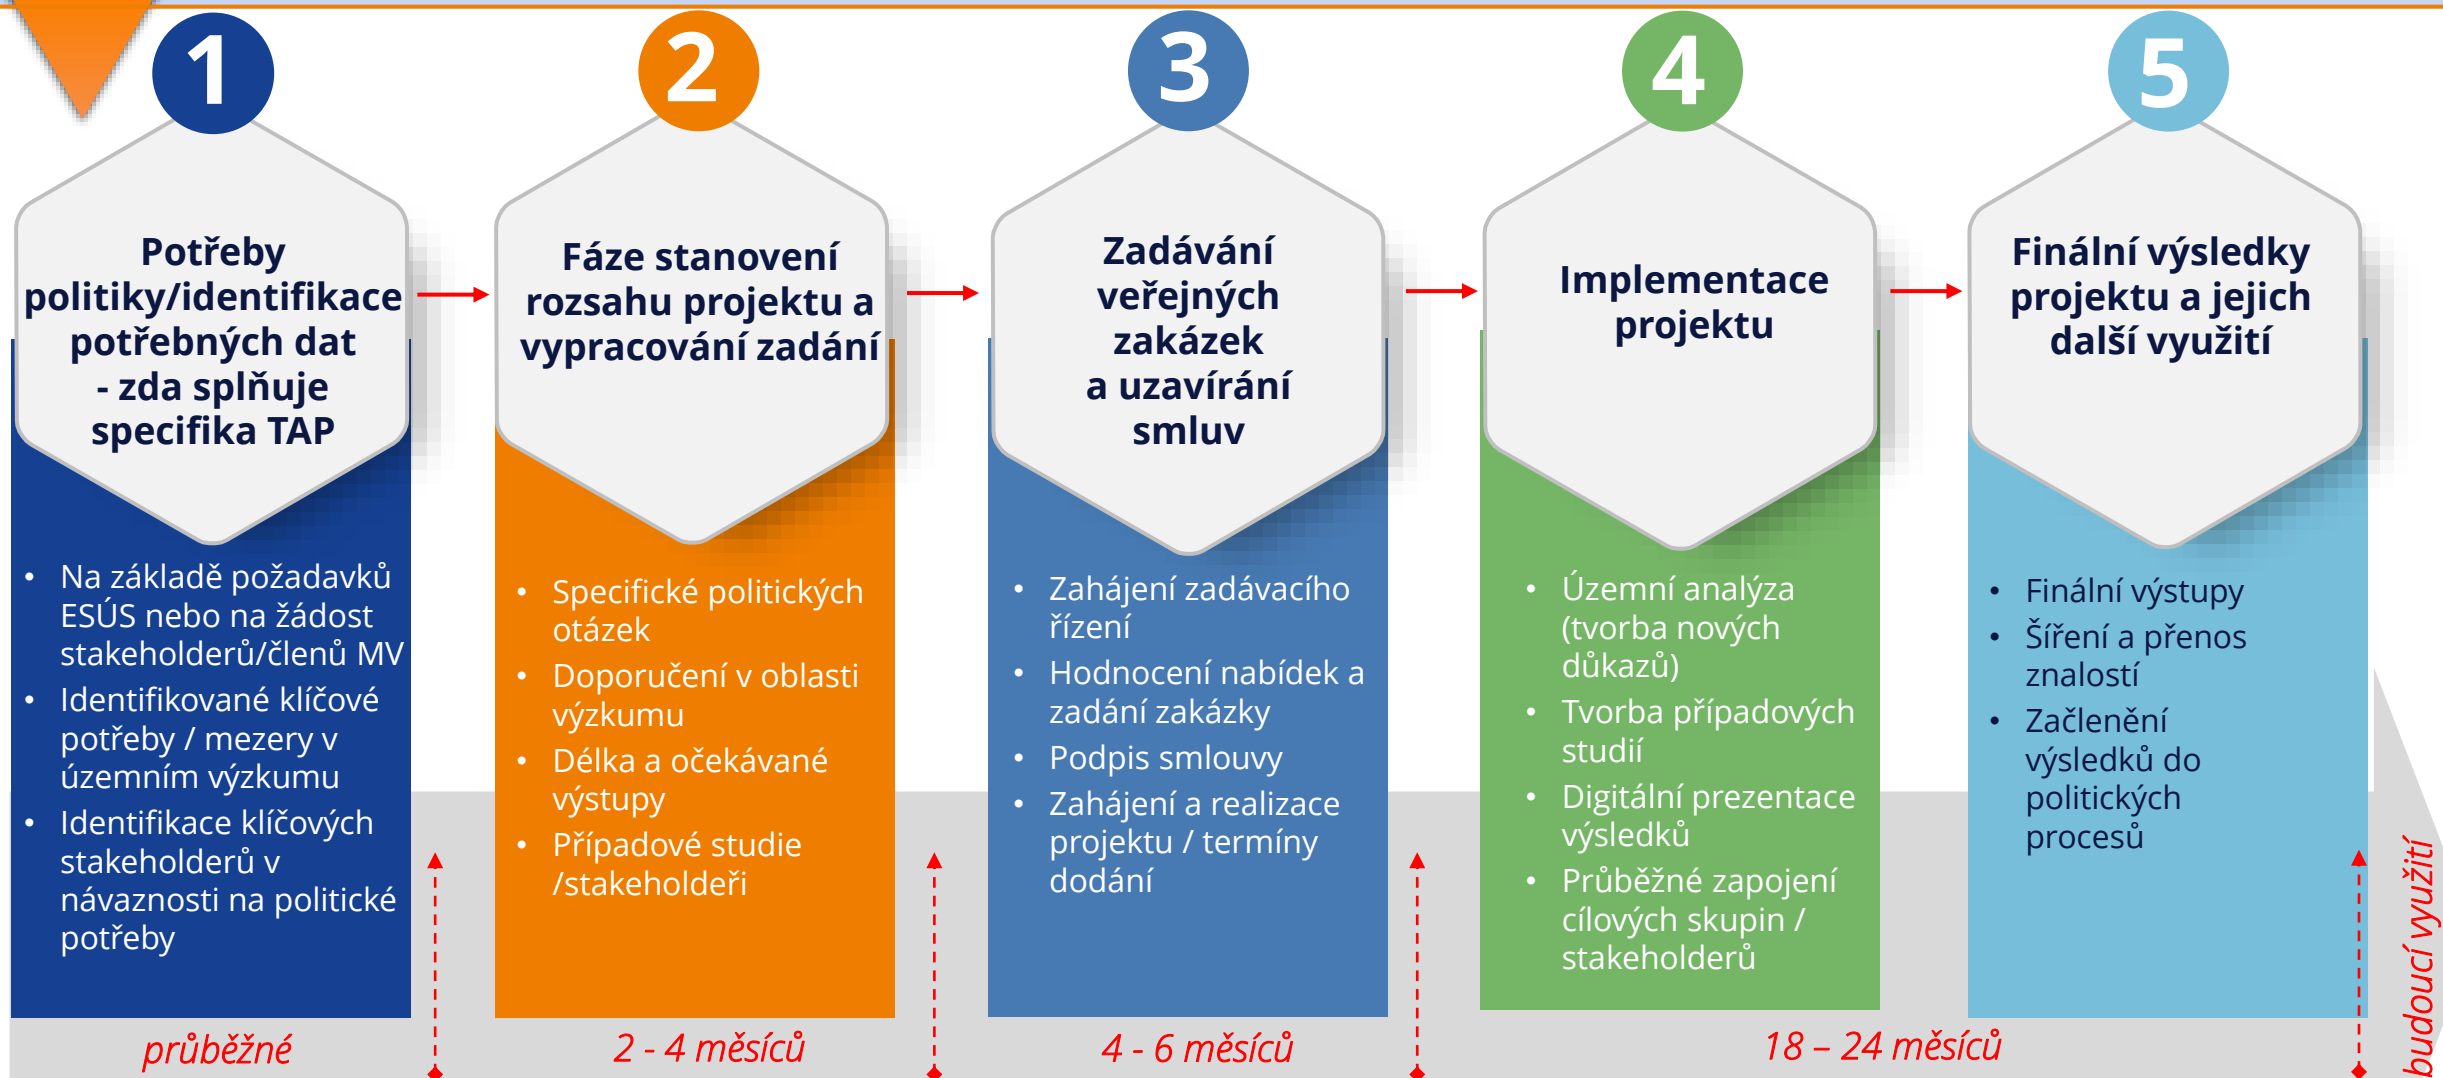 1
Potřeby
politiky/identifikace
potřebných dat
- zda splňuje
specifika TAP
• Na základě požadavků
ESÚS nebo na žádost
stakeholderů/členů MV
• Identifikované klíčové
potřeby / mezery v
územním výzkumu
• Identifikace klíčových
stakeholderů v
návaznosti na politické
potřeby
průběžné
2
Fáze stanovení
rozsahu projektu a
vypracování zadání
• Specifické politických
otázek
• Doporučení v oblasti
výzkumu
• Délka a očekávané
výstupy
• Případové studie
/stakeholdeři
2 - 4 měsíců
3
Zadávání
veřejných
zakázek
a uzavírání
smluv
• Zahájení zadávacího
řízení
• Hodnocení nabídek a
zadání zakázky
• Podpis smlouvy
• Zahájení a realizace
projektu / termíny
dodání
4 - 6 měsíců
4
Implementace
projektu
• Územní analýza
(tvorba nových
důkazů)
• Tvorba případových
studií
• Digitální prezentace
výsledků
• Průběžné zapojení
cílových skupin /
stakeholderů
5
Finální výsledky
projektu a jejich
další využití
• Finální výstupy
• Šíření a přenos
znalostí
• Začlenění
výsledků do
politických
procesů
18 – 24 měsíců
budoucí využití